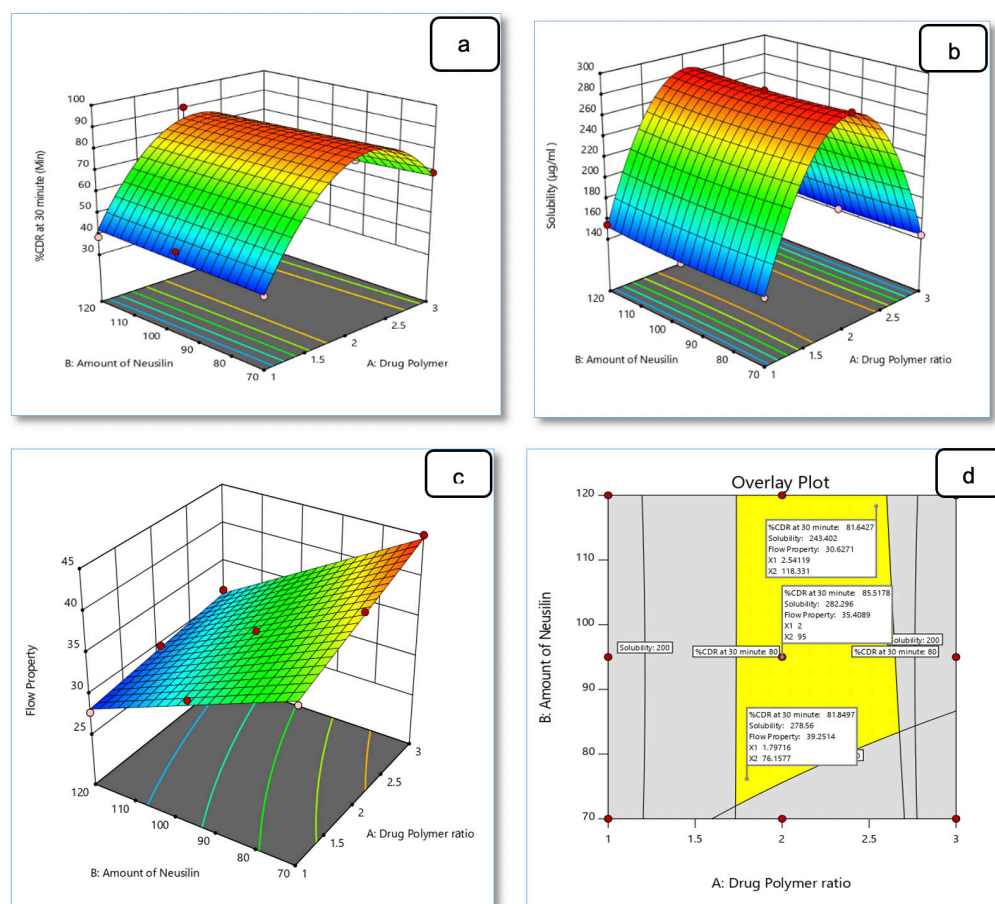 a
%CDR at 30 minute (Min)
100
90
80
70
60
50
40
30
120
110
100
90
80
70
1
1.5
2
2.5
3
B: Amount of Neusilin
A: Drug Polymer
b
Solubility (µg/ml )
300
280
260
240
220
200
180
160
140
120
110
100
90
80
70
1
1.5
2
2.5
3
B: Amount of Neusilin
A: Drug Polymer ratio
c
Flow Property
45
40
35
30
25
120
110
100
90
80
70
1
1.5
2
2.5
3
B: Amount of Neusilin
A: Drug Polymer ratio
d
Overlay Plot
B: Amount of Neusilin
120
110
100
90
80
70
%CDR at 30 minute: 81.6427
Solubility: 243.402
Flow Property: 30.6271
X1 2.54119
X2 118.331
%CDR at 30 minute: 85.5178
Solubility: 282.296
Flow Property: 35.4089
X1 2
X2 95
Solubility: 200
olubility: 200
%CDR at 30 minute: 80
%CDR at 30 minute: 80
%CDR at 30 minute: 81.8497
Solubility: 278.56
Flow Property: 39.2514
X1 1.79716
X2 76.1577
1
1.5
2
2.5
3
A: Drug Polymer ratio